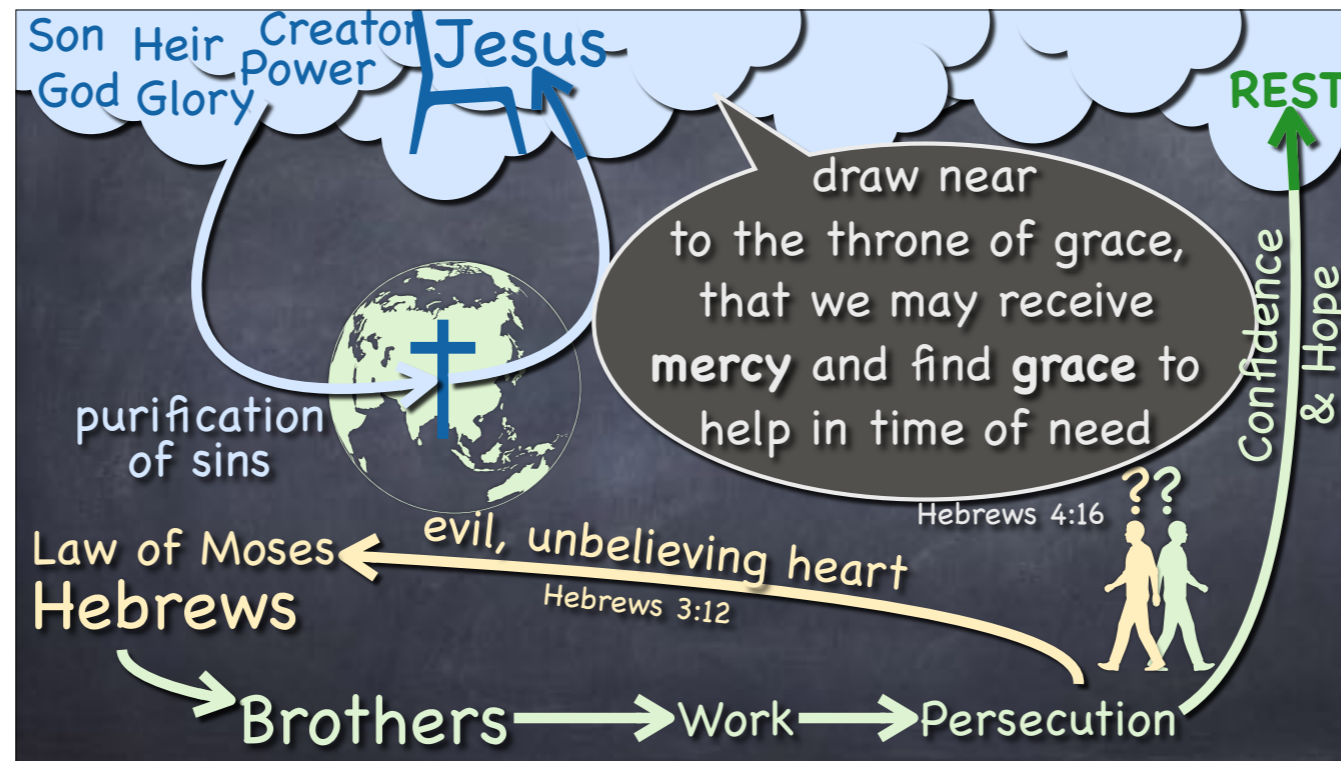 Son Heir Creator
God Glory Power
Jesus
REST
draw near
to the throne of grace,
that we may receive
mercy and find grace to
help in time of need
Hebrews 4:16
Confidence
& Hope
purification
of sins
??
evil, unbelieving heart
Hebrews 3:12
Law of Moses
Hebrews
Brothers Work Persecution